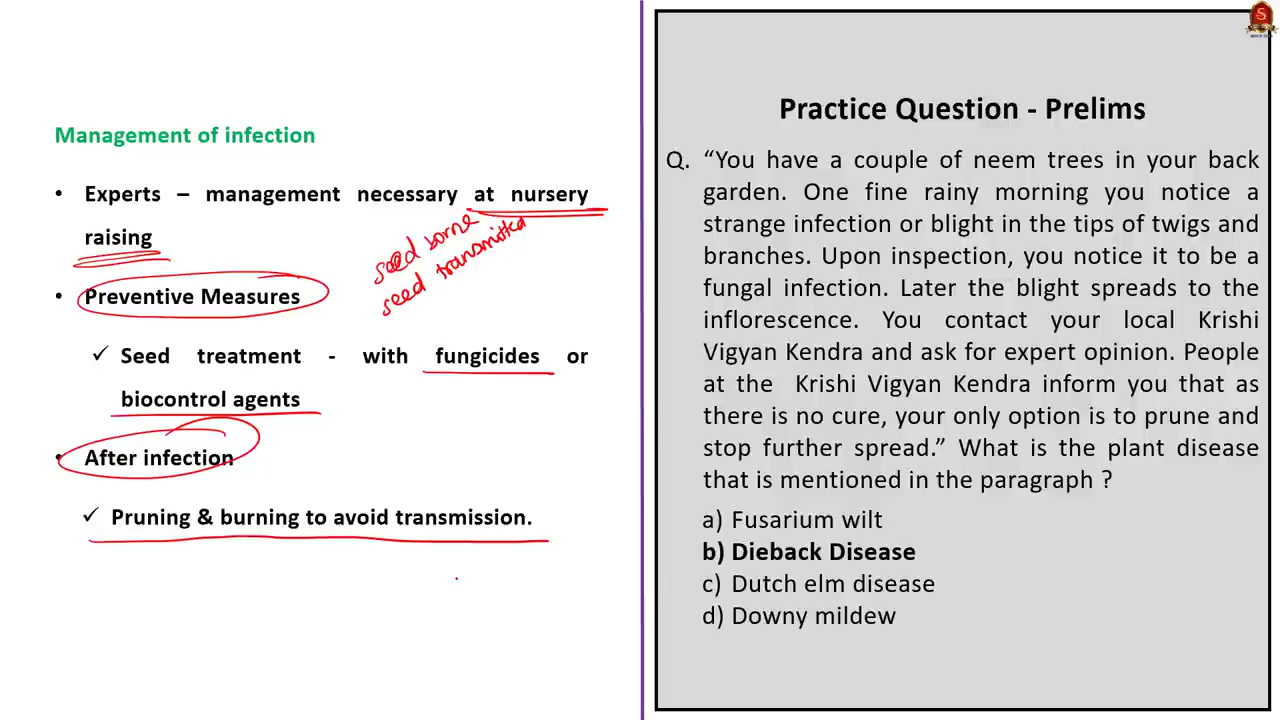 Management of infection
• Experts – management necessary at nursery
raising
seed borne
seed transmitted
• Preventive Measures
✓ Seed treatment - with fungicides or
biocontrol agents
• After infection
✓ Pruning & burning to avoid transmission.
Practice Question - Prelims
Q. “You have a couple of neem trees in your back
garden. One fine rainy morning you notice a
strange infection or blight in the tips of twigs and
branches. Upon inspection, you notice it to be a
fungal infection. Later the blight spreads to the
inflorescence. You contact your local Krishi
Vigyan Kendra and ask for expert opinion. People
at the Krishi Vigyan Kendra inform you that as
there is no cure, your only option is to prune and
stop further spread.” What is the plant disease
that is mentioned in the paragraph ?
a) Fusarium wilt
b) Dieback Disease
c) Dutch elm disease
d) Downy mildew
S